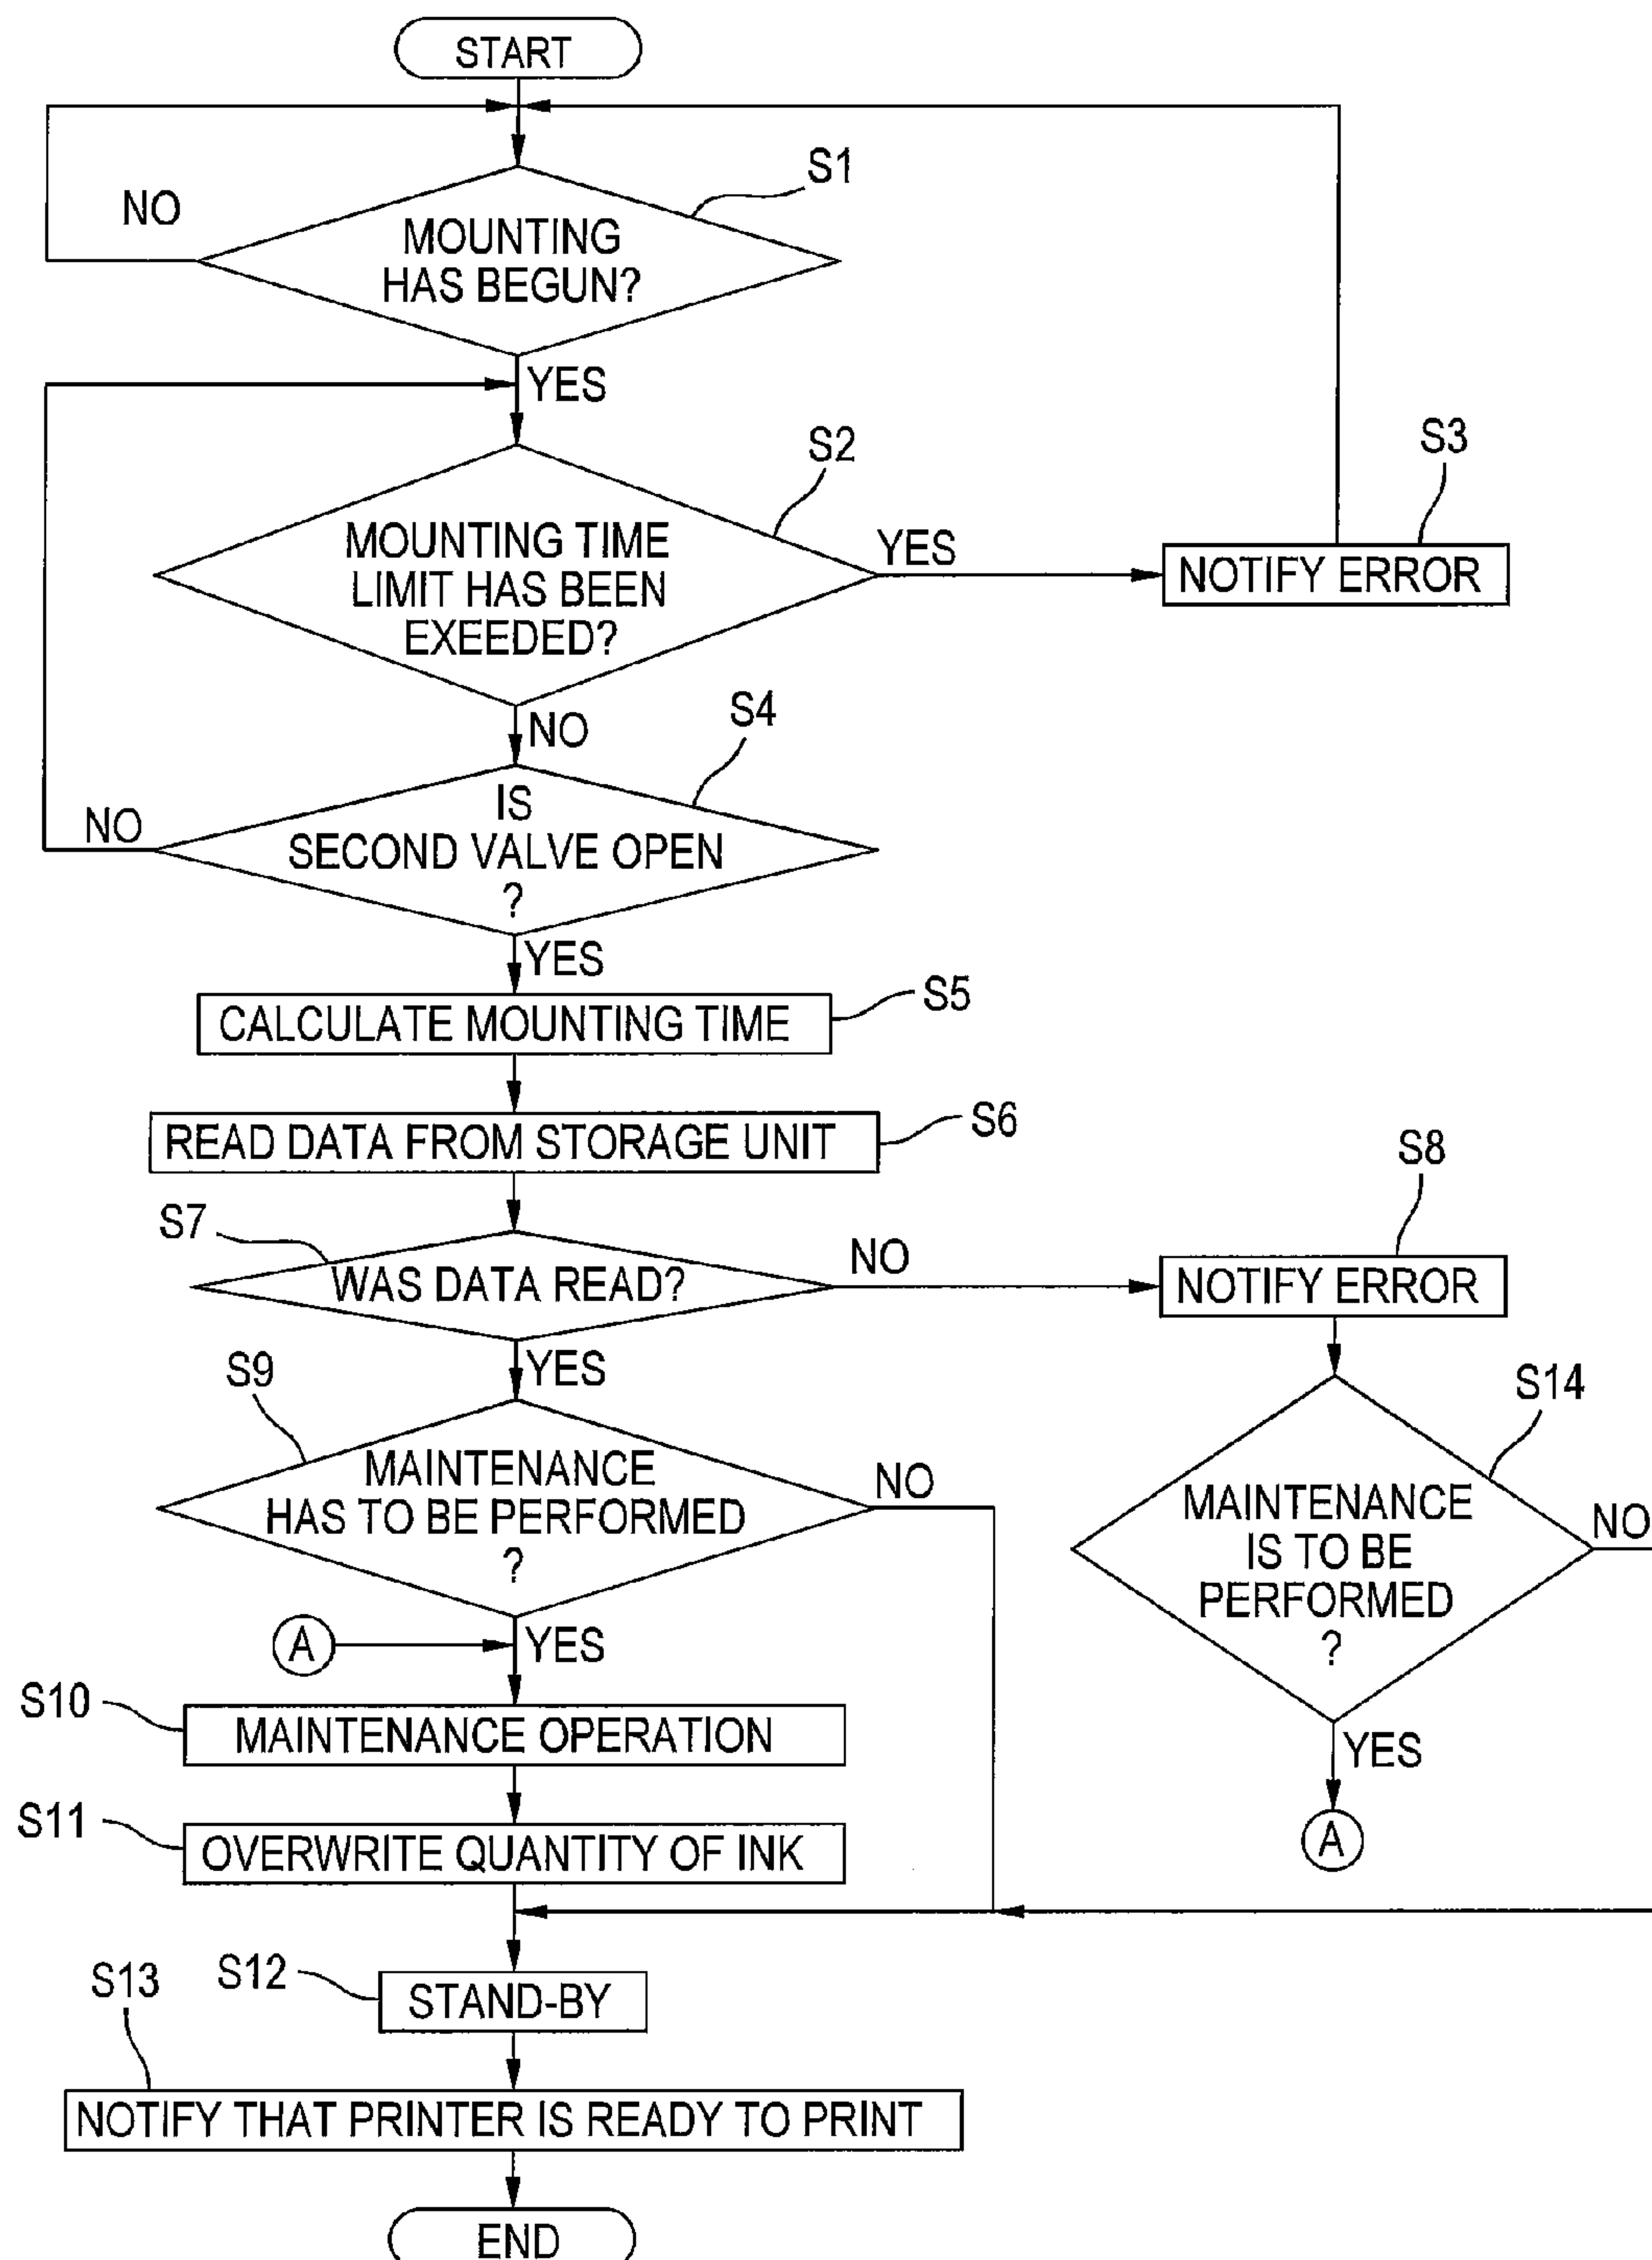 START
S1
NO
MOUNTING
HAS BEGUN?
YES
S2
S3
MOUNTING TIME
LIMIT HAS BEEN
EXEEDED?
YES
NOTIFY ERROR
NO
S4
IS
SECOND VALVE OPEN
?
NO
YES
CALCULATE MOUNTING TIME
S5
READ DATA FROM STORAGE UNIT
S6
S7
WAS DATA READ?
NO
S8
NOTIFY ERROR
YES
S9
MAINTENANCE
HAS TO BE PERFORMED
?
NO
S14
MAINTENANCE
IS TO BE
PERFORMED
?
NO
YES
A
A
YES
S10
MAINTENANCE OPERATION
S11
OVERWRITE QUANTITY OF INK
S12
STAND-BY
S13
NOTIFY THAT PRINTER IS READY TO PRINT
END